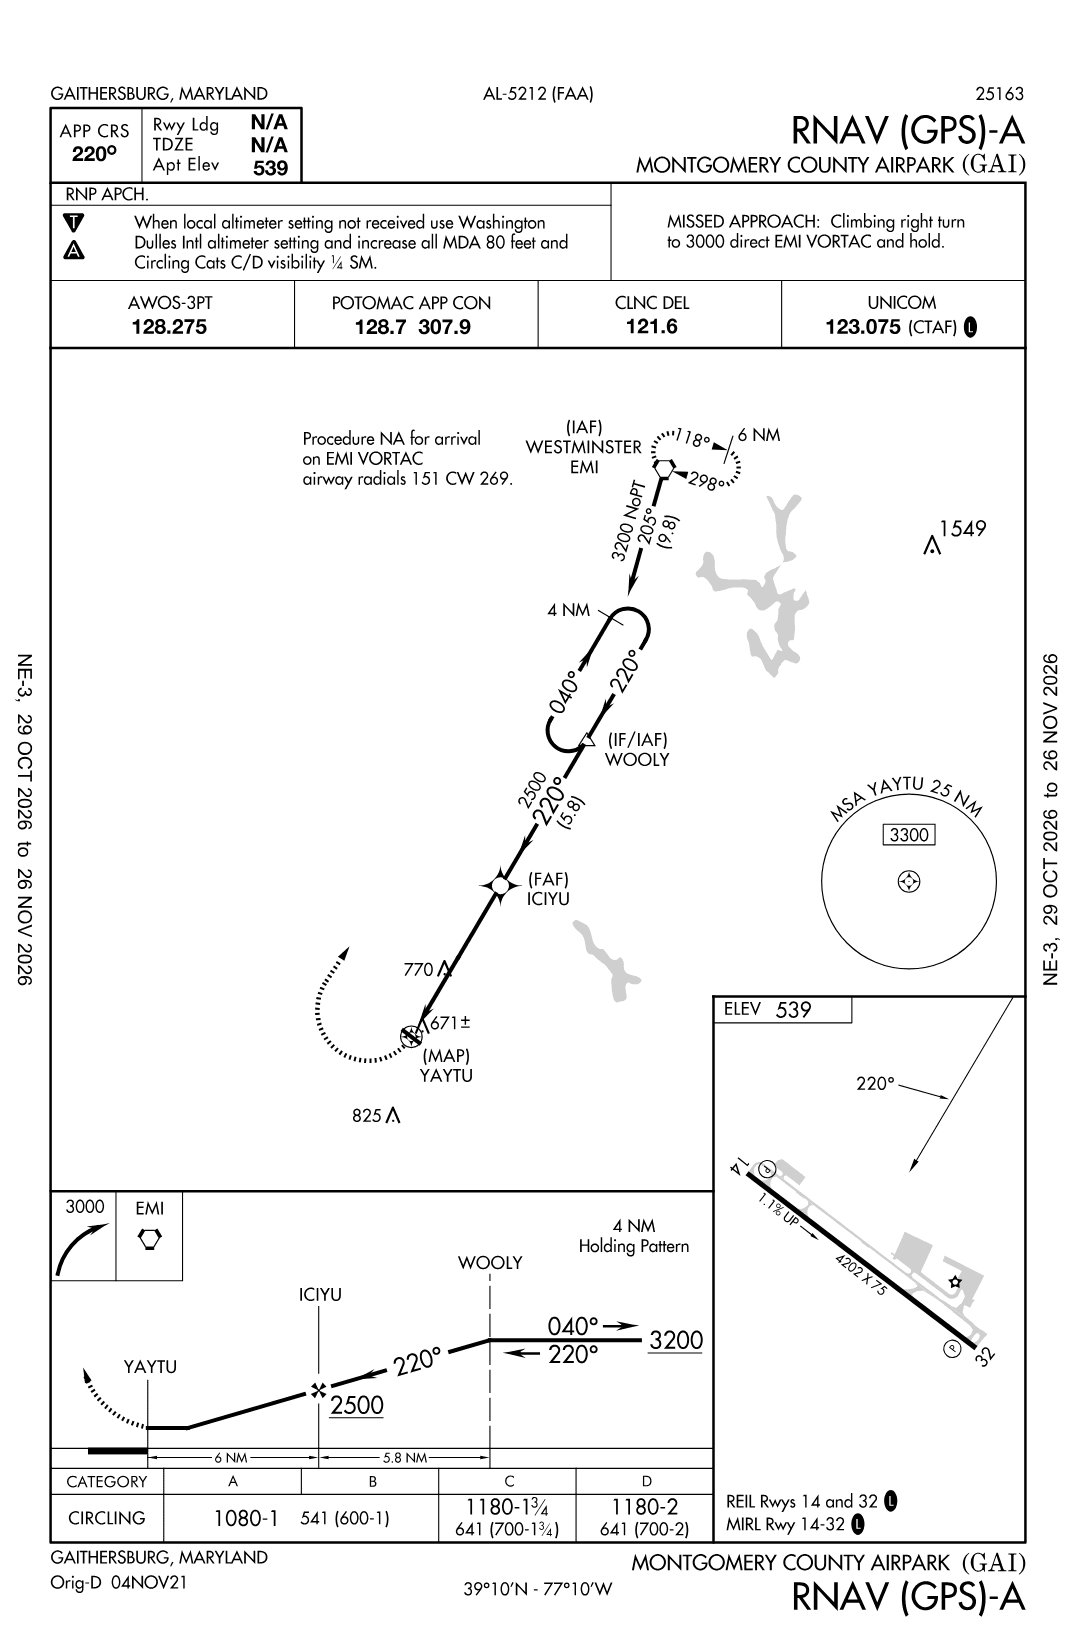 GAITHERSBURG, MARYLAND
AL-5212 (FAA)
25163
APP CRS
220°
Rwy Ldg N/A
TDZE N/A
Apt Elev 539
RNAV (GPS)-A
MONTGOMERY COUNTY AIRPARK (GAI)
RNP APCH.
T
A
When local altimeter setting not received use Washington
Dulles Intl altimeter setting and increase all MDA 80 feet and
Circling Cats C/D visibility ¼ SM.
MISSED APPROACH: Climbing right turn
to 3000 direct EMI VORTAC and hold.
AWOS-3PT
128.275
POTOMAC APP CON
128.7 307.9
CLNC DEL
121.6
UNICOM
123.075 (CTAF) L
Procedure NA for arrival
on EMI VORTAC
airway radials 151 CW 269.
(IAF)
WESTMINSTER
EMI
118°
6 NM
298°
3200 NoPT
205°
(9.8)
1549
4 NM
040°
220°
(IF/IAF)
WOOLY
2500
220°
(5.8)
(FAF)
ICIYU
MSA YAYTU 25 NM
3300
770
671±
(MAP)
YAYTU
825
NE-3, 29 OCT 2026 to 26 NOV 2026
NE-3, 29 OCT 2026 to 26 NOV 2026
ELEV 539
220°
14
P
1.1% UP
4202 X 75
P
32
REIL Rwys 14 and 32 L
MIRL Rwy 14-32 L
3000
EMI
4 NM
Holding Pattern
WOOLY
ICIYU
YAYTU
040°
220°
3200
220°
2500
6 NM
5.8 NM
CATEGORY A B C D
CIRCLING
1080-1 541 (600-1)
1180-1¾
641 (700-1¾)
1180-2
641 (700-2)
GAITHERSBURG, MARYLAND
Orig-D 04NOV21
39°10'N - 77°10'W
MONTGOMERY COUNTY AIRPARK (GAI)
RNAV (GPS)-A